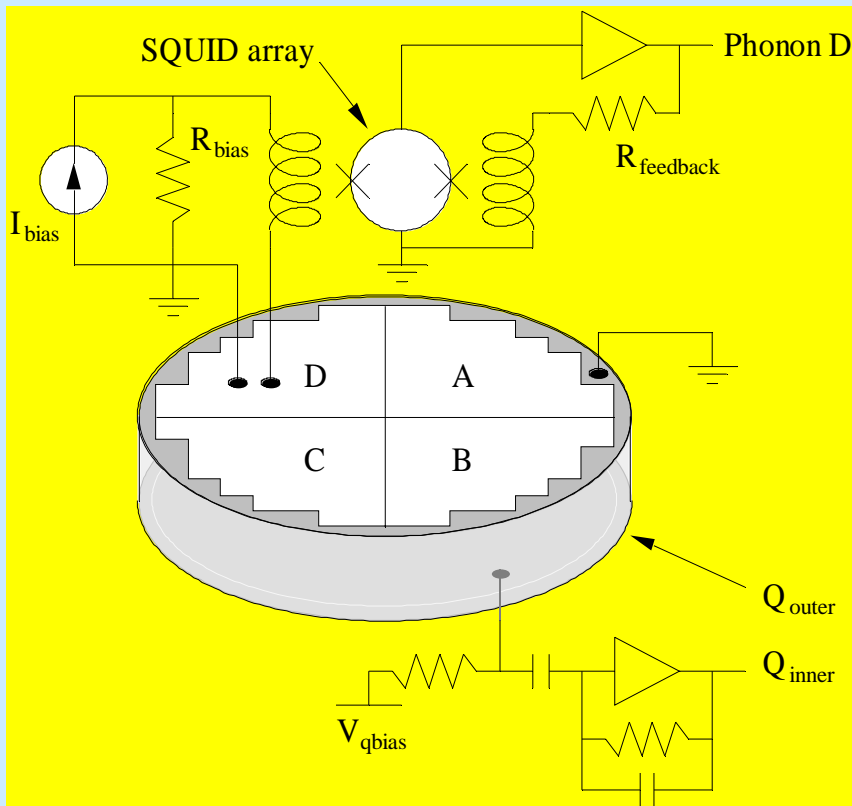 SQUID array
Phonon D
R bias
R feedback
I bias
D
A
C
B
Q outer
Q inner
V qbias